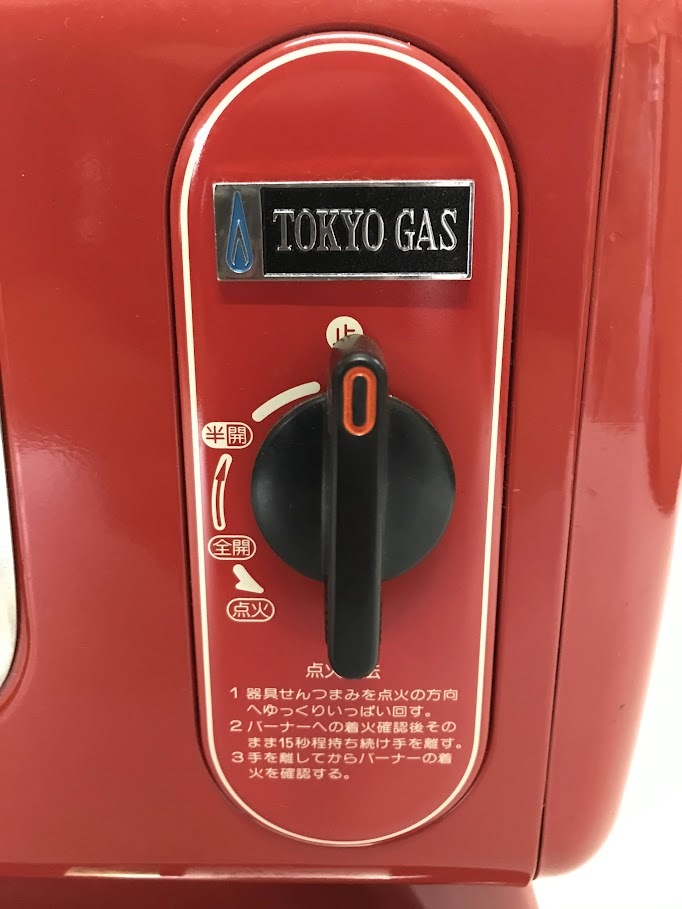 TOKYO GAS
止
半開
全開
点火
点火
1 器具せんつまみを点火の方向
へゆっくりいっぱい回す。
2 バーナーへの着火確認後その
まま15秒程持ち続け手を離す。
3 手を離してからバーナーの着
火を確認する。